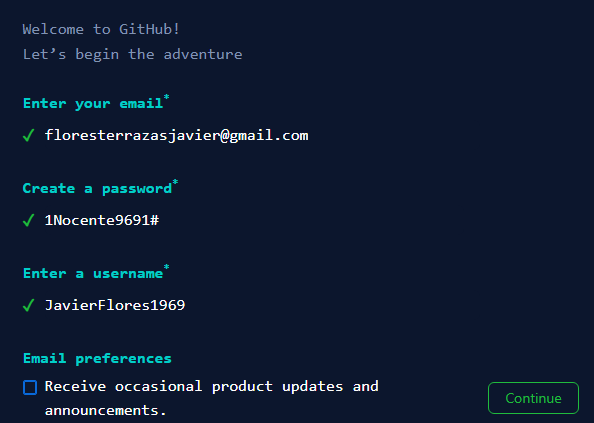 Welcome to GitHub!
Let’s begin the adventure
Enter your email*
✓ floresterrazasjavier@gmail.com
Create a password*
✓ 1Nocente9691#
Enter a username*
✓ JavierFlores1969
Email preferences
Receive occasional product updates and
announcements.
Continue